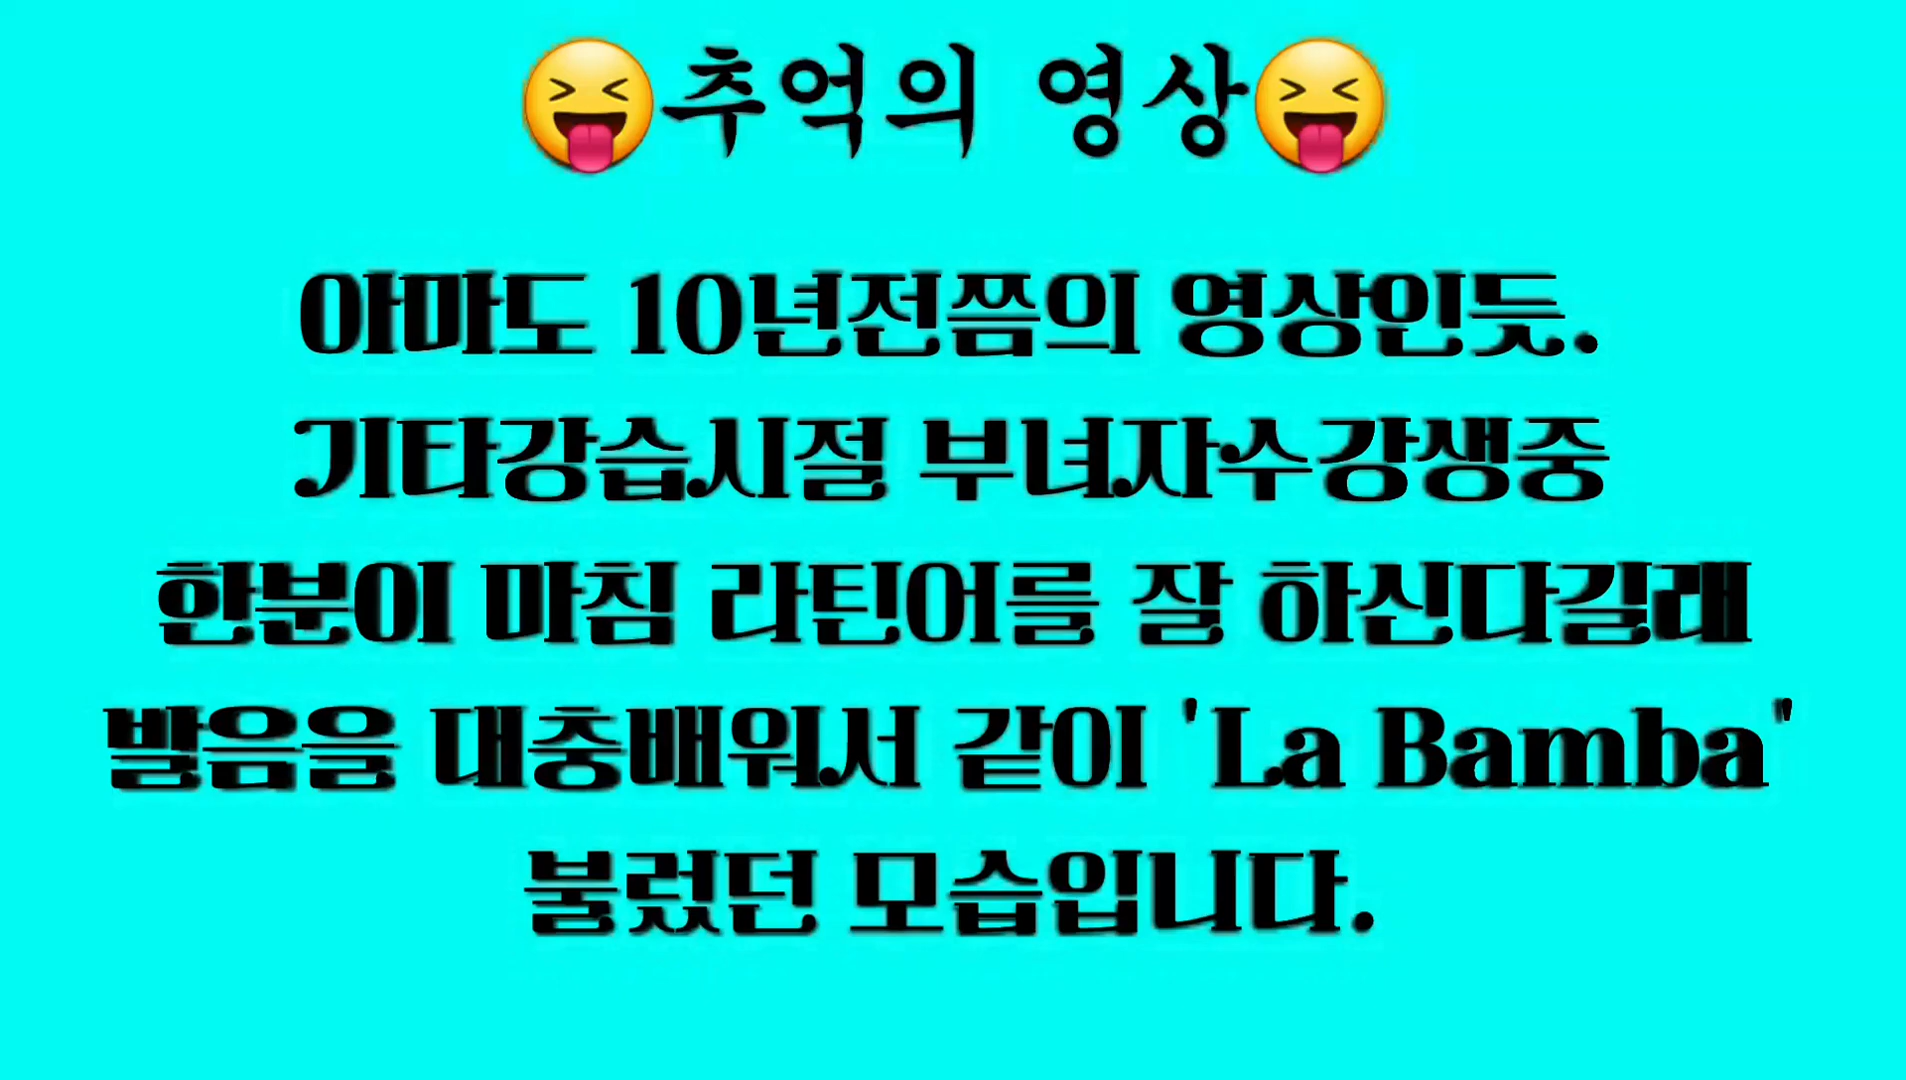 😝추억의 영상😝
아마도 10년전쯤의 영상인듯.
기타강습시절 부녀자수강생중
한분이 마침 라틴어를 잘 하신다길래
발음을 대충배워서 같이 'La Bamba'
불렀던 모습입니다.